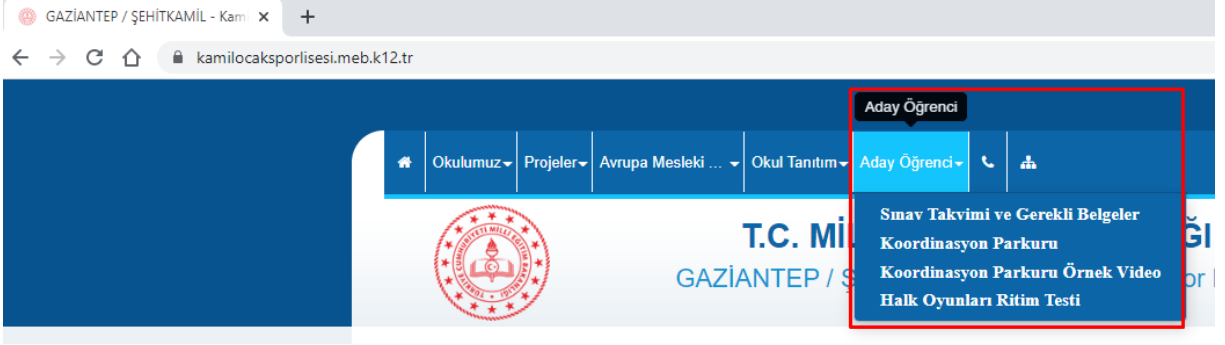 GAZİANTEP / ŞEHİTKAMİL - Kam
kamilocaksporlisesi.meb.k12.tr
Aday Öğrenci
Okulumuz Projeler Avrupa Mesleki ... Okul Tanıtım Aday Öğrenci
Sınav Takvimi ve Gerekli Belgeler
Koordinasyon Parkuru
Koordinasyon Parkuru Örnek Video
Halk Oyunları Ritim Testi
T.C. Mİ ĞI
GAZİANTEP / Ş or